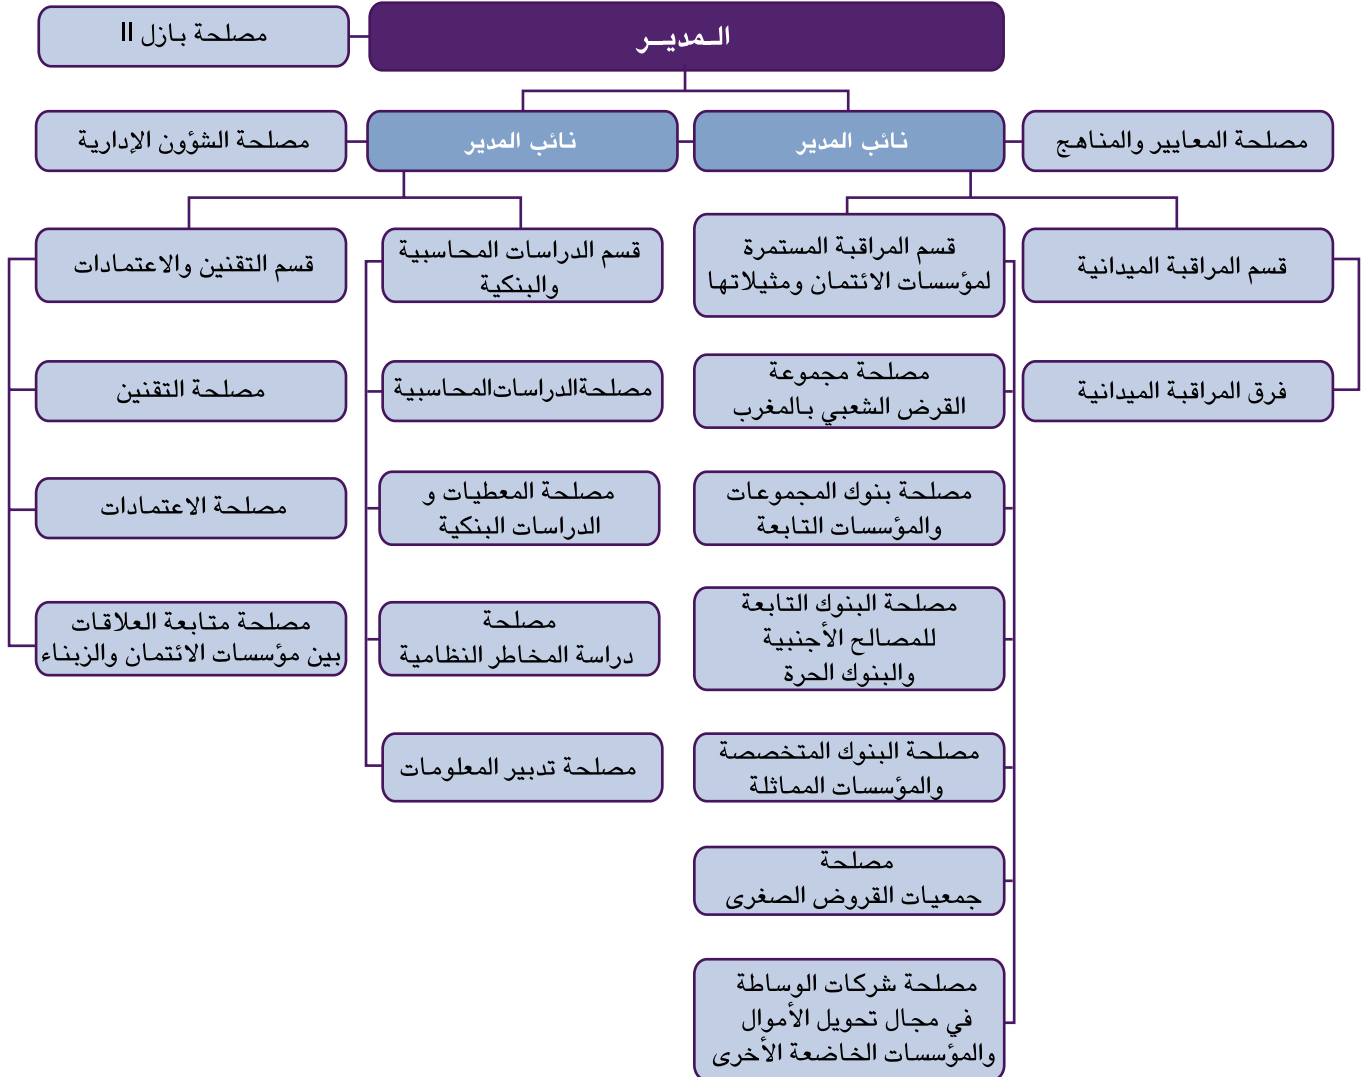 المدير
مصلحة بازل II
مصلحة المعايير والمناهج
نائب المدير
نائب المدير
مصلحة الشؤون الإدارية
قسم المراقبة الميدانية
فرق المراقبة الميدانية
قسم المراقبة المستمرة
لمؤسسات الائتمان ومثيلاتها
مصلحة مجموعة
القرض الشعبي بالمغرب
مصلحة بنوك المجموعات
والمؤسسات التابعة
مصلحة البنوك التابعة
للمصالح الأجنبية
والبنوك الحرة
مصلحة البنوك المتخصصة
والمؤسسات المماثلة
مصلحة
جمعيات القروض الصغرى
مصلحة شركات الوساطة
في مجال تحويل الأموال
والمؤسسات الخاضعة الأخرى
قسم الدراسات المحاسبية
والبنكية
مصلحة الدراسات المحاسبية
مصلحة المعطيات و
الدراسات البنكية
مصلحة
دراسة المخاطر النظامية
مصلحة تدبير المعلومات
قسم التقنين والاعتمادات
مصلحة التقنين
مصلحة الاعتمادات
مصلحة متابعة العلاقات
بين مؤسسات الائتمان والزبناء